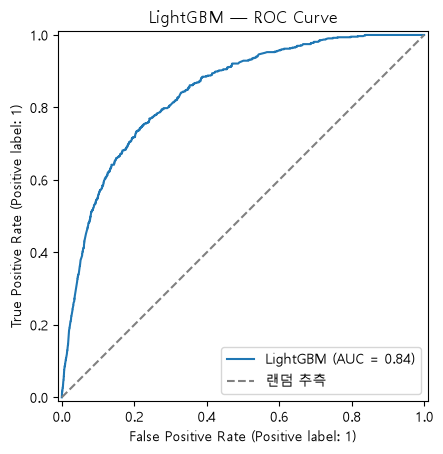 LightGBM — ROC Curve
True Positive Rate (Positive label: 1)
1.0
0.8
0.6
0.4
0.2
0.0
0.0 0.2 0.4 0.6 0.8 1.0
False Positive Rate (Positive label: 1)
LightGBM (AUC = 0.84)
랜덤 추측